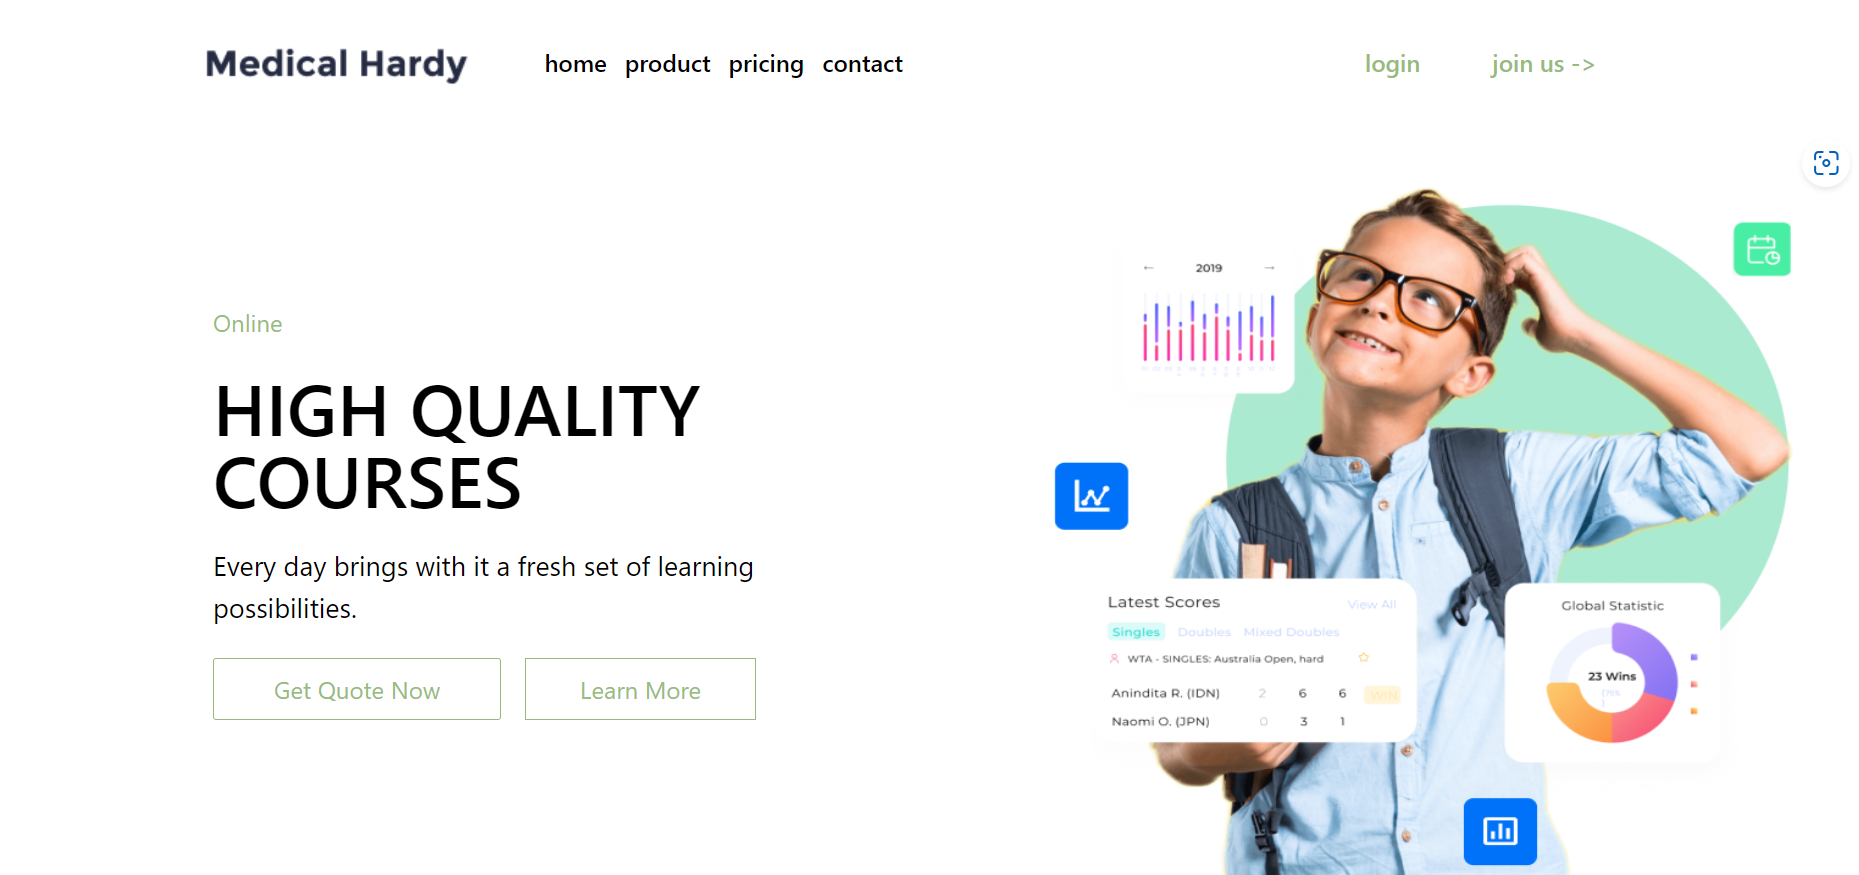 Medical Hardy
home product pricing contact
login join us ->
Online
HIGH QUALITY
COURSES
Every day brings with it a fresh set of learning
possibilities.
Get Quote Now
Learn More
← 2019 →
Latest Scores View All
Singles Doubles Mixed Doubles
WTA - SINGLES: Australia Open, hard
Anindita R. (IDN) 2 6 6 WIN
Naomi O. (JPN) 0 3 1
Global Statistic
23 Wins